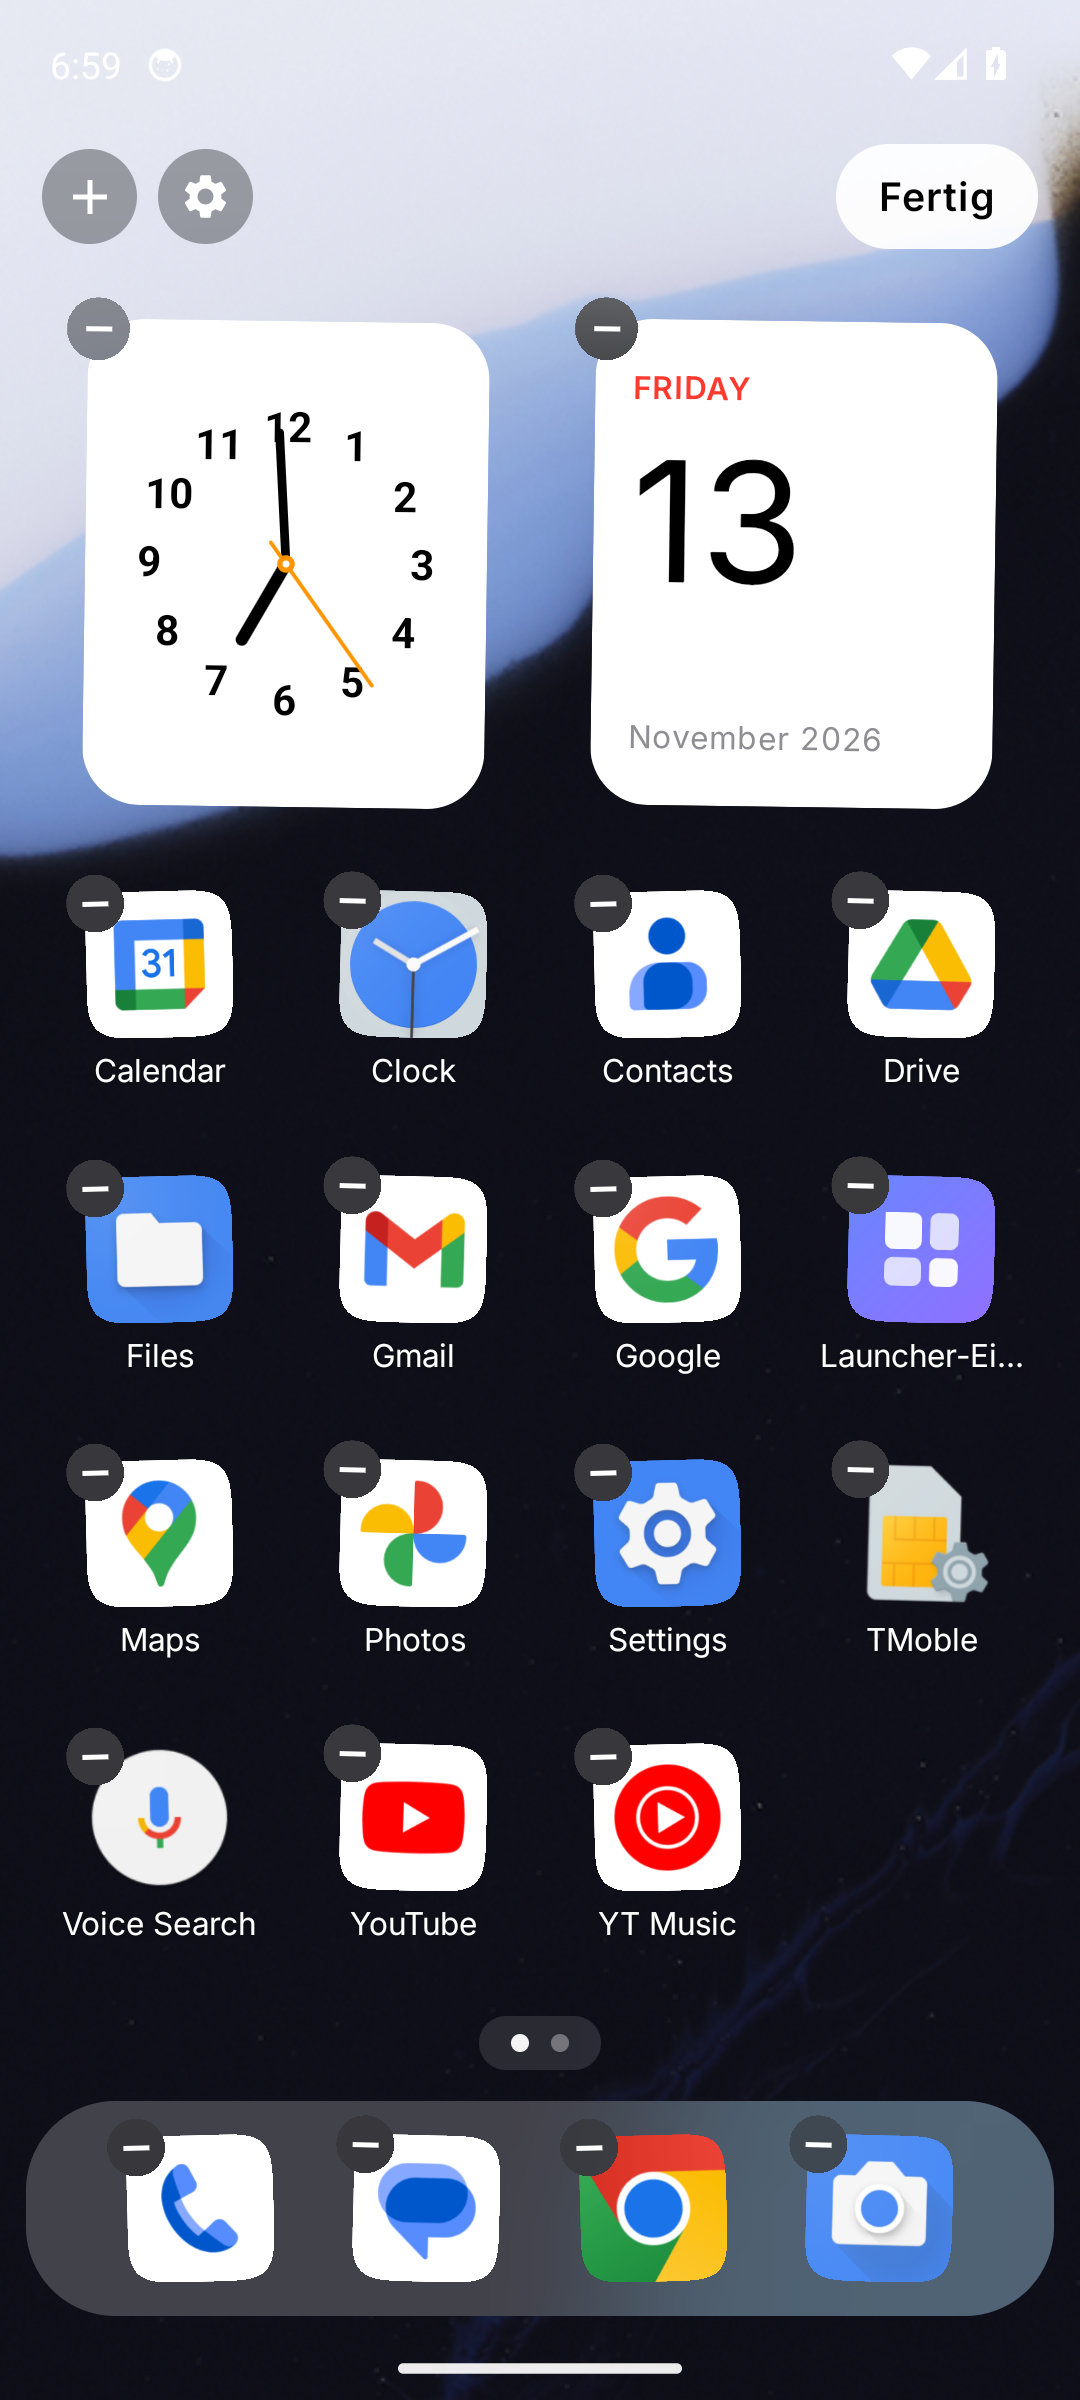 6:59
Fertig
12
11
1
10
2
9
3
8
4
7
5
6
FRIDAY
13
November 2026
31
Calendar
Clock
Contacts
Drive
Files
Gmail
Google
Launcher-Ei...
Maps
Photos
Settings
TMoble
Voice Search
YouTube
YT Music